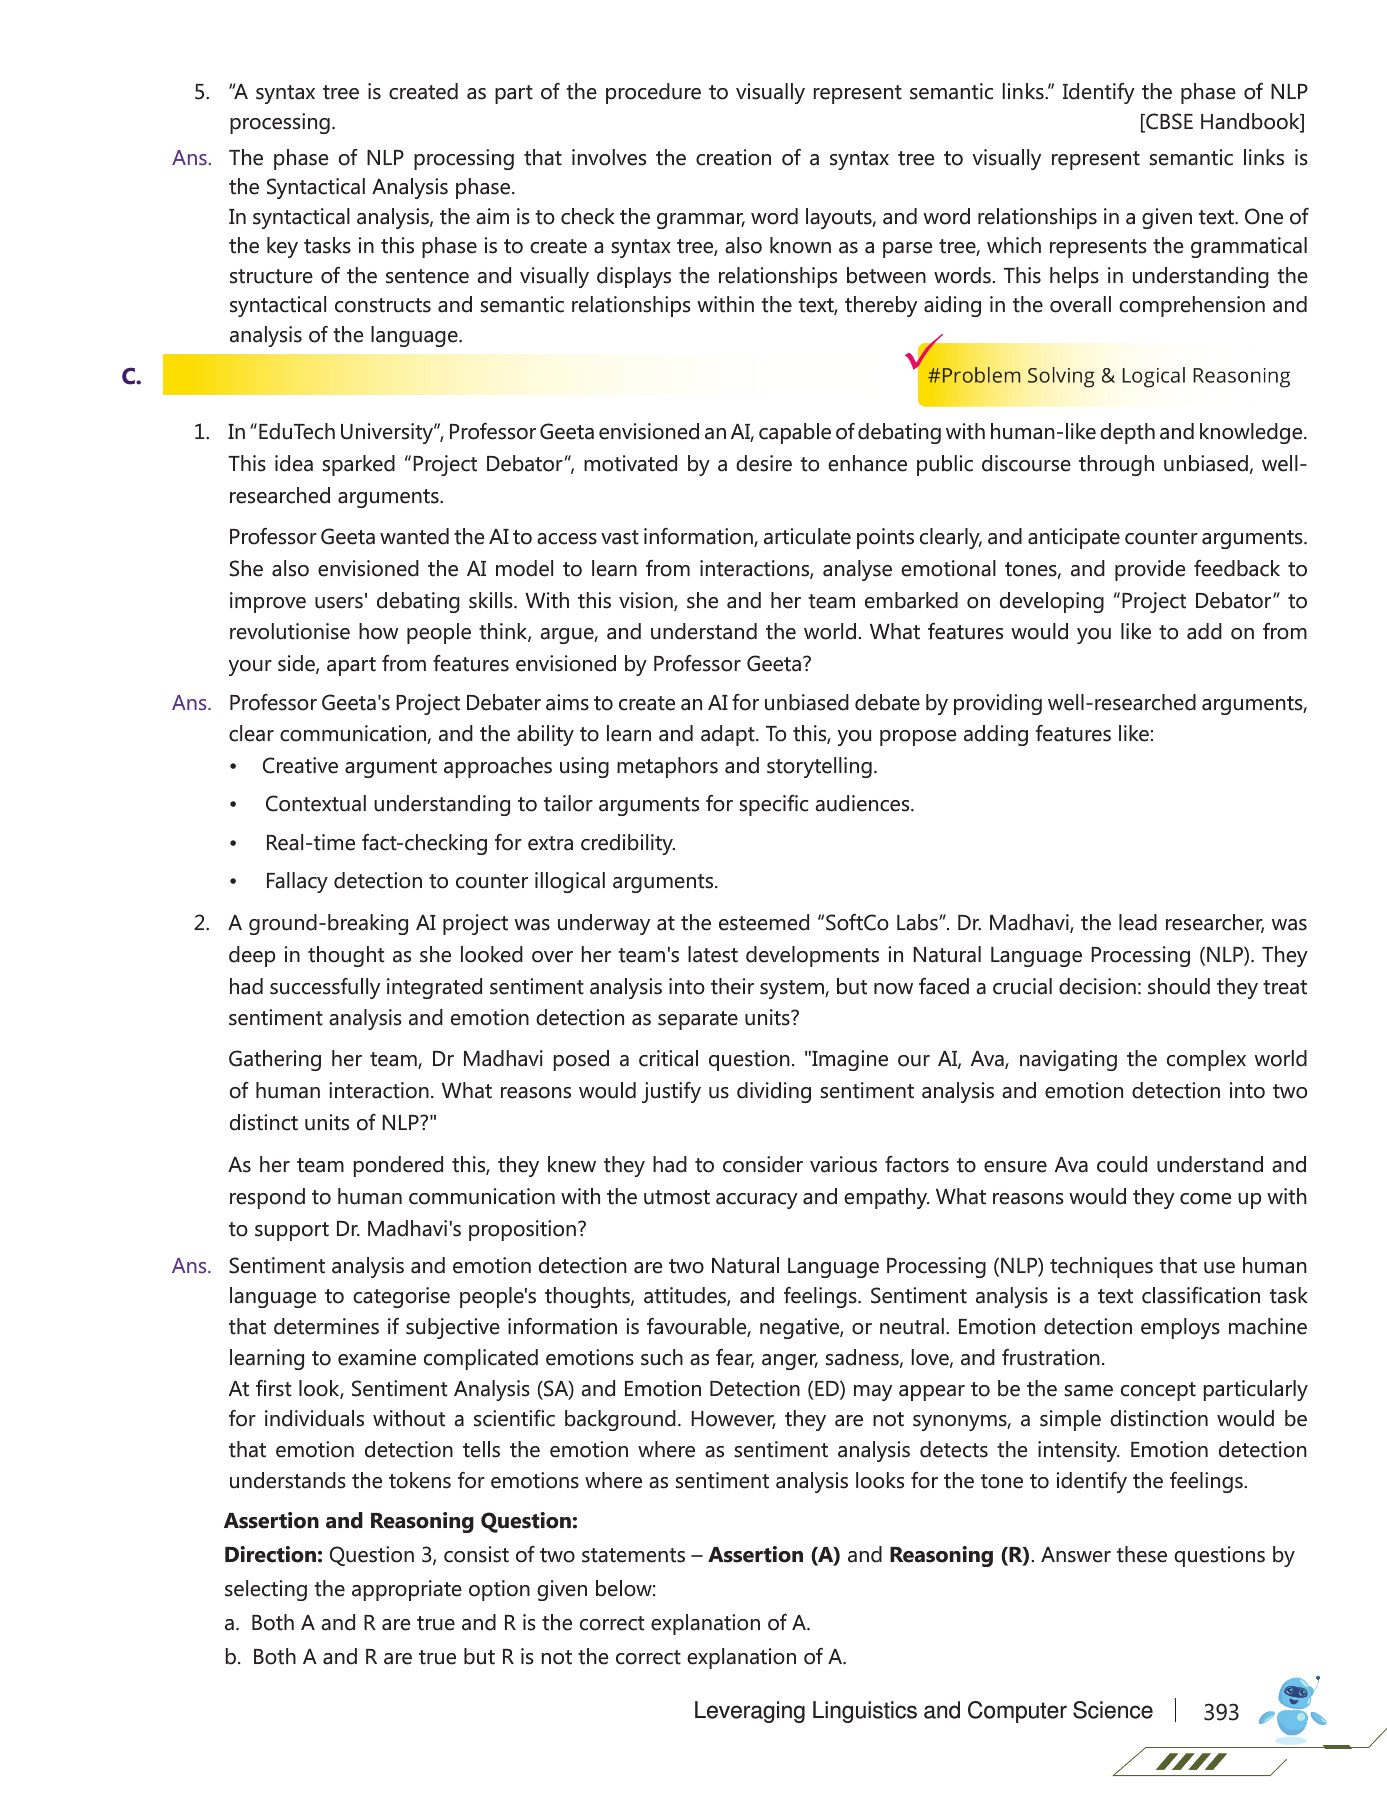 5. “A syntax tree is created as part of the procedure to visually represent semantic links.” Identify the phase of NLP
processing. [CBSE Handbook]
Ans. The phase of NLP processing that involves the creation of a syntax tree to visually represent semantic links is
the Syntactical Analysis phase.
In syntactical analysis, the aim is to check the grammar, word layouts, and word relationships in a given text. One of
the key tasks in this phase is to create a syntax tree, also known as a parse tree, which represents the grammatical
structure of the sentence and visually displays the relationships between words. This helps in understanding the
syntactical constructs and semantic relationships within the text, thereby aiding in the overall comprehension and
analysis of the language.
C. #Problem Solving & Logical Reasoning
1. In “EduTech University”, Professor Geeta envisioned an AI, capable of debating with human-like depth and knowledge.
This idea sparked “Project Debator”, motivated by a desire to enhance public discourse through unbiased, well-
researched arguments.
Professor Geeta wanted the AI to access vast information, articulate points clearly, and anticipate counter arguments.
She also envisioned the AI model to learn from interactions, analyse emotional tones, and provide feedback to
improve users' debating skills. With this vision, she and her team embarked on developing “Project Debator” to
revolutionise how people think, argue, and understand the world. What features would you like to add on from
your side, apart from features envisioned by Professor Geeta?
Ans. Professor Geeta's Project Debater aims to create an AI for unbiased debate by providing well-researched arguments,
clear communication, and the ability to learn and adapt. To this, you propose adding features like:
• Creative argument approaches using metaphors and storytelling.
• Contextual understanding to tailor arguments for specific audiences.
• Real-time fact-checking for extra credibility.
• Fallacy detection to counter illogical arguments.
2. A ground-breaking AI project was underway at the esteemed “SoftCo Labs”. Dr. Madhavi, the lead researcher, was
deep in thought as she looked over her team's latest developments in Natural Language Processing (NLP). They
had successfully integrated sentiment analysis into their system, but now faced a crucial decision: should they treat
sentiment analysis and emotion detection as separate units?
Gathering her team, Dr Madhavi posed a critical question. "Imagine our AI, Ava, navigating the complex world
of human interaction. What reasons would justify us dividing sentiment analysis and emotion detection into two
distinct units of NLP?"
As her team pondered this, they knew they had to consider various factors to ensure Ava could understand and
respond to human communication with the utmost accuracy and empathy. What reasons would they come up with
to support Dr. Madhavi's proposition?
Ans. Sentiment analysis and emotion detection are two Natural Language Processing (NLP) techniques that use human
language to categorise people's thoughts, attitudes, and feelings. Sentiment analysis is a text classification task
that determines if subjective information is favourable, negative, or neutral. Emotion detection employs machine
learning to examine complicated emotions such as fear, anger, sadness, love, and frustration.
At first look, Sentiment Analysis (SA) and Emotion Detection (ED) may appear to be the same concept particularly
for individuals without a scientific background. However, they are not synonyms, a simple distinction would be
that emotion detection tells the emotion where as sentiment analysis detects the intensity. Emotion detection
understands the tokens for emotions where as sentiment analysis looks for the tone to identify the feelings.
Assertion and Reasoning Question:
Direction: Question 3, consist of two statements – Assertion (A) and Reasoning (R). Answer these questions by
selecting the appropriate option given below:
a. Both A and R are true and R is the correct explanation of A.
b. Both A and R are true but R is not the correct explanation of A.
Leveraging Linguistics and Computer Science 393